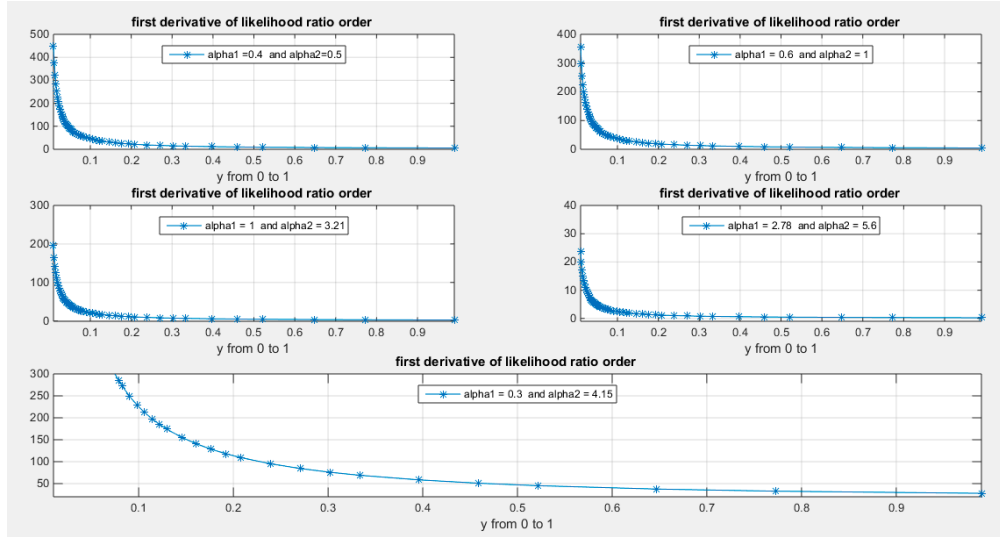 first derivative of likelihood ratio order
500
400
300
200
100
0
alpha1 =0.4 and alpha2=0.5
0.1 0.2 0.3 0.4 0.5 0.6 0.7 0.8 0.9
y from 0 to 1
first derivative of likelihood ratio order
400
300
200
100
0
alpha1 = 0.6 and alpha2 = 1
0.1 0.2 0.3 0.4 0.5 0.6 0.7 0.8 0.9
y from 0 to 1
first derivative of likelihood ratio order
300
200
100
0
alpha1 = 1 and alpha2 = 3.21
0.1 0.2 0.3 0.4 0.5 0.6 0.7 0.8 0.9
y from 0 to 1
first derivative of likelihood ratio order
40
30
20
10
0
alpha1 = 2.78 and alpha2 = 5.6
0.1 0.2 0.3 0.4 0.5 0.6 0.7 0.8 0.9
y from 0 to 1
first derivative of likelihood ratio order
300
250
200
150
100
50
alpha1 = 0.3 and alpha2 = 4.15
0.1 0.2 0.3 0.4 0.5 0.6 0.7 0.8 0.9
y from 0 to 1